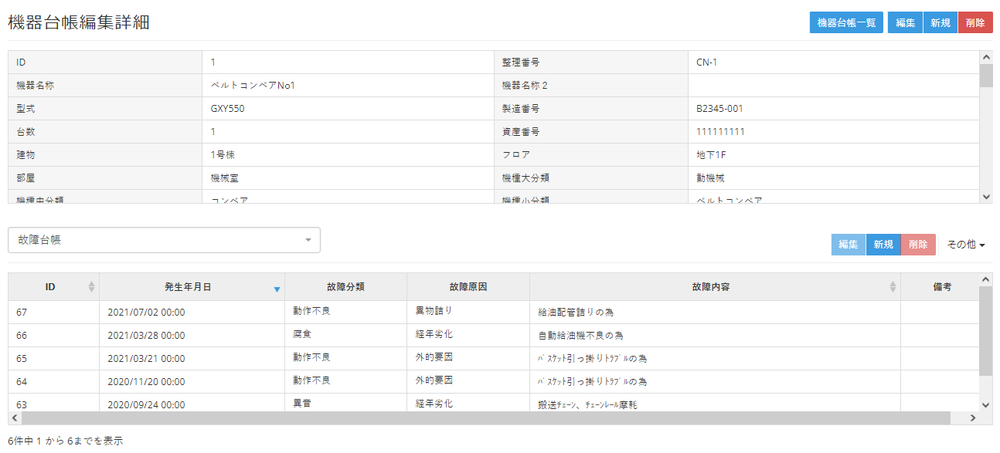 機器台帳編集詳細 機器台帳一覧 編集 新規 削除
ID 1 整理番号 CN-1
機器名称 ベルトコンベアNo1 機器名称２
型式 GXY550 製造番号 B2345-001
台数 1 資産番号 111111111
建物 1号棟 フロア 地下1F
部屋 機械室 機種大分類 動機械
機種中分類 コンベア 機種小分類 ベルトコンベア
故障台帳 編集 新規 削除 その他
ID 発生年月日 故障分類 故障原因 故障内容 備考
67 2021/07/02 00:00 動作不良 異物詰り 給油配管詰りの為
66 2021/03/28 00:00 腐食 経年劣化 自動給油機不良の為
65 2021/03/21 00:00 動作不良 外的要因 ﾊﾞｽｹｯﾄ引っ掛りﾄﾗﾌﾞﾙの為
64 2020/11/20 00:00 動作不良 外的要因 ﾊﾞｽｹｯﾄ引っ掛りﾄﾗﾌﾞﾙの為
63 2020/09/24 00:00 異音 経年劣化 搬送ﾁｪｰﾝ、ﾁｪｰﾝﾚｰﾙ摩耗
6件中 1 から 6までを表示